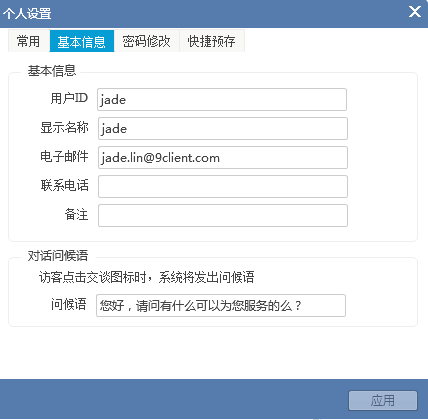 个人设置
常用 基本信息 密码修改 快捷预存
基本信息
用户ID jade
显示名称 jade
电子邮件 jade.lin@9client.com
联系电话
备注
对话问候语
访客点击交谈图标时，系统将发出问候语
问候语 您好，请问有什么可以为您服务的么？
应用